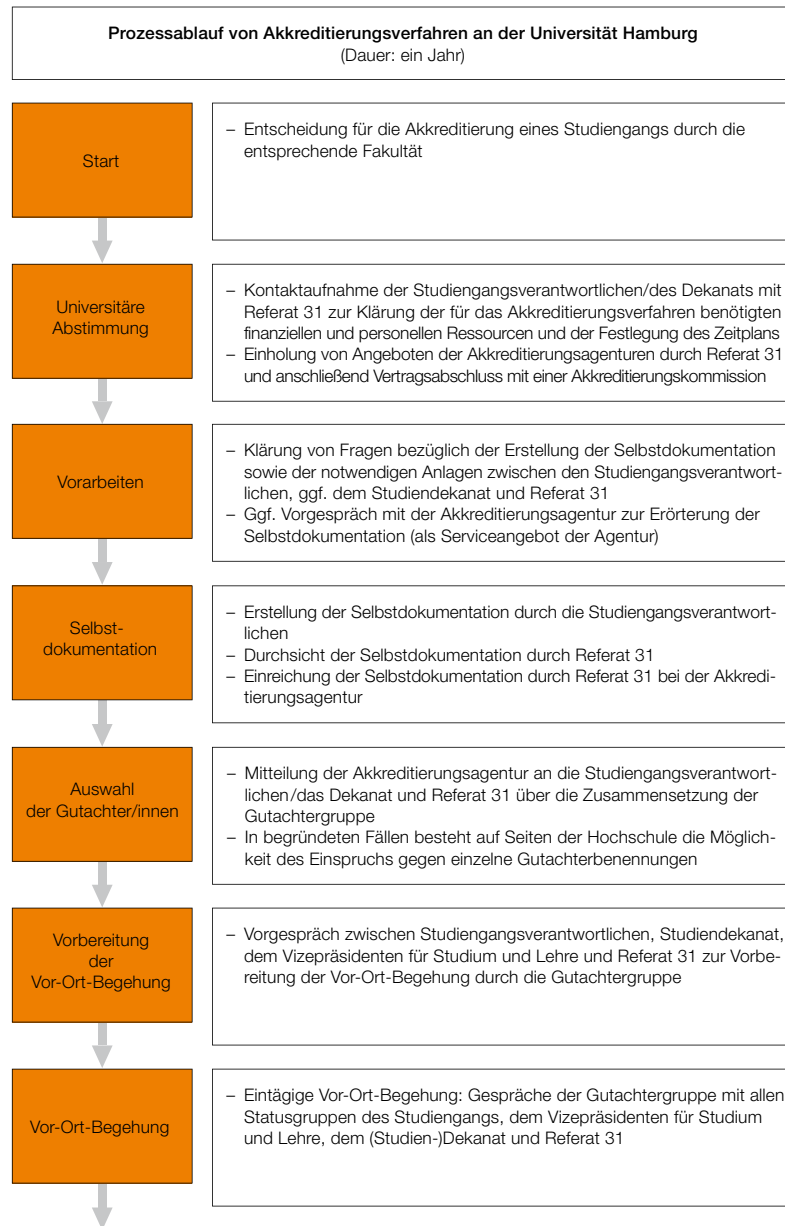 Prozessablauf von Akkreditierungsverfahren an der Universität Hamburg
(Dauer: ein Jahr)
Start
– Entscheidung für die Akkreditierung eines Studiengangs durch die
entsprechende Fakultät
Universitäre
Abstimmung
– Kontaktaufnahme der Studiengangsverantwortlichen/des Dekanats mit
Referat 31 zur Klärung der für das Akkreditierungsverfahren benötigten
finanziellen und personellen Ressourcen und der Festlegung des Zeitplans
– Einholung von Angeboten der Akkreditierungsagenturen durch Referat 31
und anschließend Vertragsabschluss mit einer Akkreditierungskommission
Vorarbeiten
– Klärung von Fragen bezüglich der Erstellung der Selbstdokumentation
sowie der notwendigen Anlagen zwischen den Studiengangsverantwort-
lichen, ggf. dem Studiendekanat und Referat 31
– Ggf. Vorgespräch mit der Akkreditierungsagentur zur Erörterung der
Selbstdokumentation (als Serviceangebot der Agentur)
Selbst-
dokumentation
– Erstellung der Selbstdokumentation durch die Studiengangsverantwort-
lichen
– Durchsicht der Selbstdokumentation durch Referat 31
– Einreichung der Selbstdokumentation durch Referat 31 bei der Akkredi-
tierungsagentur
Auswahl
der Gutachter/innen
– Mitteilung der Akkreditierungsagentur an die Studiengangsverantwort-
lichen/das Dekanat und Referat 31 über die Zusammensetzung der
Gutachtergruppe
– In begründeten Fällen besteht auf Seiten der Hochschule die Möglich-
keit des Einspruchs gegen einzelne Gutachterbenennungen
Vorbereitung
der
Vor-Ort-Begehung
– Vorgespräch zwischen Studiengangsverantwortlichen, Studiendekanat,
dem Vizepräsidenten für Studium und Lehre und Referat 31 zur Vorbe-
reitung der Vor-Ort-Begehung durch die Gutachtergruppe
Vor-Ort-Begehung
– Eintägige Vor-Ort-Begehung: Gespräche der Gutachtergruppe mit allen
Statusgruppen des Studiengangs, dem Vizepräsidenten für Studium
und Lehre, dem (Studien-)Dekanat und Referat 31